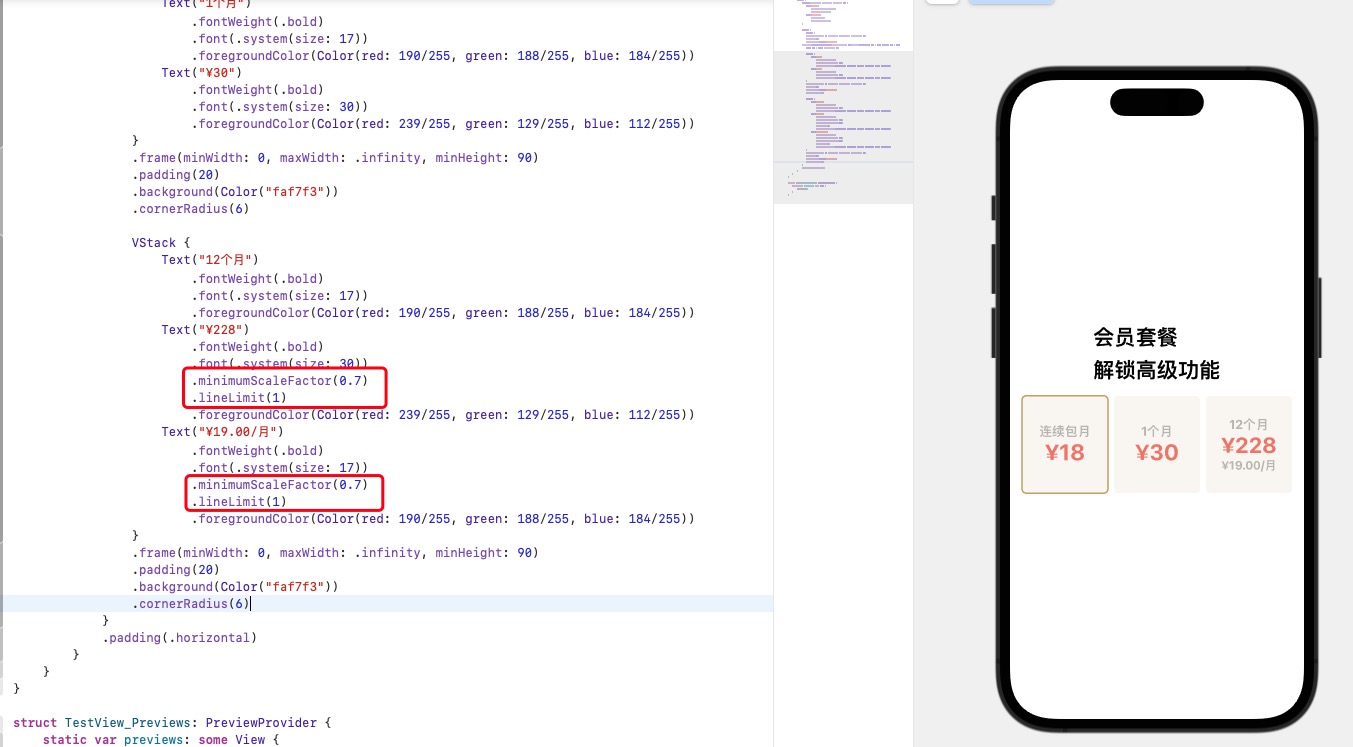 Text("1个月")
.fontWeight(.bold)
.font(.system(size: 17))
.foregroundColor(Color(red: 190/255, green: 188/255, blue: 184/255))
Text("¥30")
.fontWeight(.bold)
.font(.system(size: 30))
.foregroundColor(Color(red: 239/255, green: 129/255, blue: 112/255))
}
.frame(minWidth: 0, maxWidth: .infinity, minHeight: 90)
.padding(20)
.background(Color("faf7f3"))
.cornerRadius(6)
VStack {
Text("12个月")
.fontWeight(.bold)
.font(.system(size: 17))
.foregroundColor(Color(red: 190/255, green: 188/255, blue: 184/255))
Text("¥228")
.fontWeight(.bold)
.font(.system(size: 30))
.minimumScaleFactor(0.7)
.lineLimit(1)
.foregroundColor(Color(red: 239/255, green: 129/255, blue: 112/255))
Text("¥19.00/月")
.fontWeight(.bold)
.font(.system(size: 17))
.minimumScaleFactor(0.7)
.lineLimit(1)
.foregroundColor(Color(red: 190/255, green: 188/255, blue: 184/255))
}
.frame(minWidth: 0, maxWidth: .infinity, minHeight: 90)
.padding(20)
.background(Color("faf7f3"))
.cornerRadius(6)
}
.padding(.horizontal)
}
}
}
struct TestView_Previews: PreviewProvider {
static var previews: some View {
会员套餐
解锁高级功能
连续包月
¥18
1个月
¥30
12个月
¥228
¥19.00/月